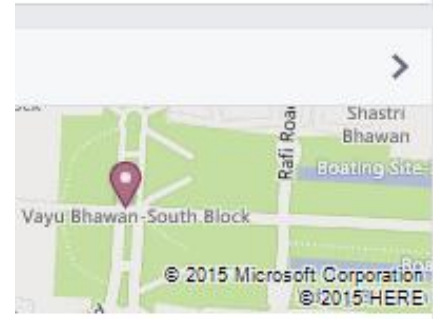 Shastri
Bhawan
Rafi Road
Boating Site
Vayu Bhawan-South Block
© 2015 Microsoft Corporation
© 2015 HERE